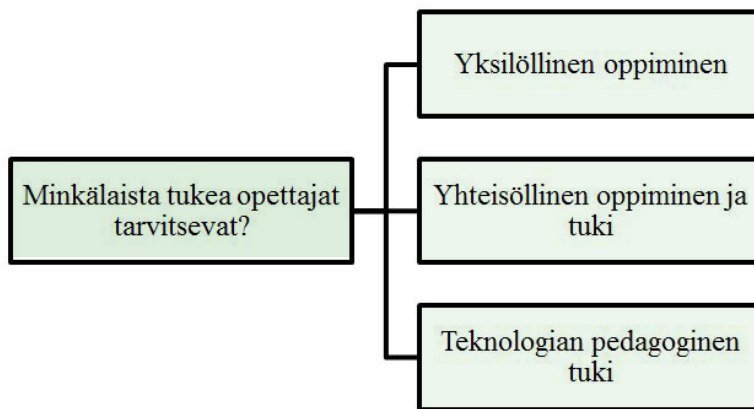 Yksilöllinen oppiminen
Minkälaista tukea opettajat
tarvitsevat?
Yhteisöllinen oppiminen ja
tuki
Teknologian pedagoginen
tuki